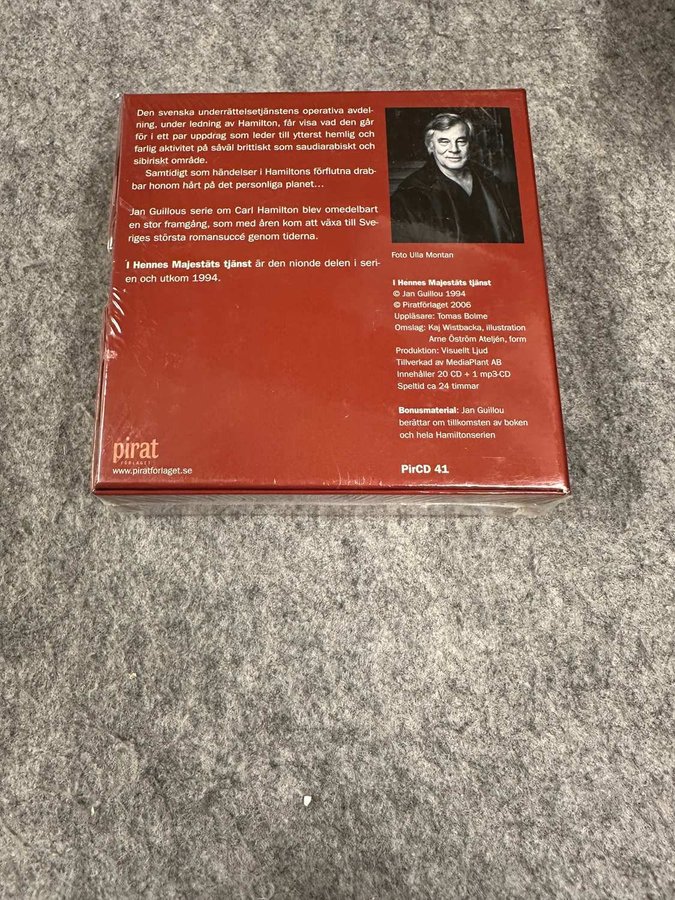 Den svenska underrättelsetjänstens operativa avdel-
ning, under ledning av Hamilton, får visa vad den går
för i ett par uppdrag som leder till ytterst hemlig och
farlig aktivitet på såväl brittiskt som saudiarabiskt och
sibiriskt område.
Samtidigt som händelser i Hamiltons förflutna drab-
bar honom hårt på det personliga planet...
Jan Guillous serie om Carl Hamilton blev omedelbart
en stor framgång, som med åren kom att växa till Sve-
riges största romansuccé genom tiderna.
I Hennes Majestäts tjänst är den nionde delen i seri-
en och utkom 1994.
pirat
FÖRLAGET
www.piratforlaget.se
Foto Ulla Montan
I Hennes Majestäts tjänst
© Jan Guillou 1994
© Piratförlaget 2006
Uppläsare: Tomas Bolme
Omslag: Kaj Wistbacka, illustration
Arne Öström Ateljén, form
Produktion: Visuellt Ljud
Tillverkad av MediaPlant AB
Innehåller 20 CD + 1 mp3-CD
Speltid ca 24 timmar
Bonusmaterial: Jan Guillou
berättar om tillkomsten av boken
och hela Hamiltonserien
PirCD 41